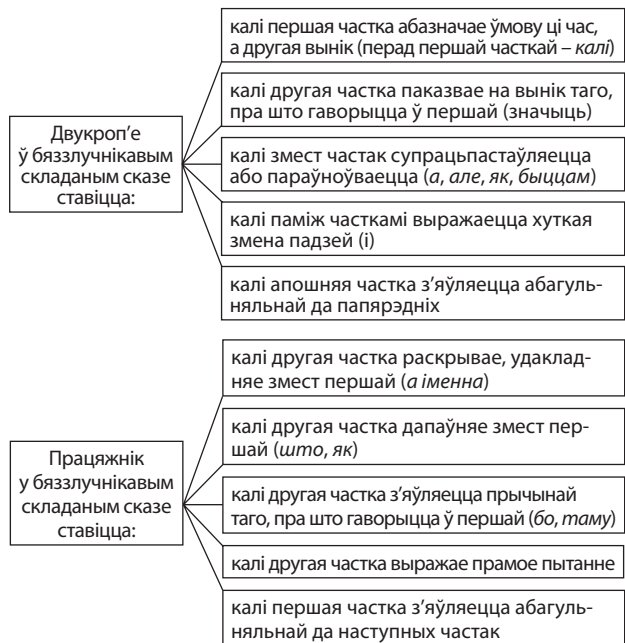 Двукроп'е
ў бяззлучнікавым
складаным сказе
ставіцца:
калі першая частка абазначае ўмову ці час,
а другая вынік (перад першай часткай – калі)
калі другая частка паказвае на вынік таго,
пра што гаворыцца ў першай (значыць)
калі змест частак супрацьпастаўляецца
або параўноўваецца (а, але, як, быццам)
калі паміж часткамі выражаецца хуткая
змена падзей (і)
калі апошняя частка з'яўляецца абагуль-
няльнай да папярэдніх
Працяжнік
у бяззлучнікавым
складаным сказе
ставіцца:
калі другая частка раскрывае, удаклад-
няе змест першай (а іменна)
калі другая частка дапаўняе змест пер-
шай (што, як)
калі другая частка з'яўляецца прычынай
таго, пра што гаворыцца ў першай (бо, таму)
калі другая частка выражае прамое пытанне
калі першая частка з'яўляецца абагуль-
няльнай да наступных частак